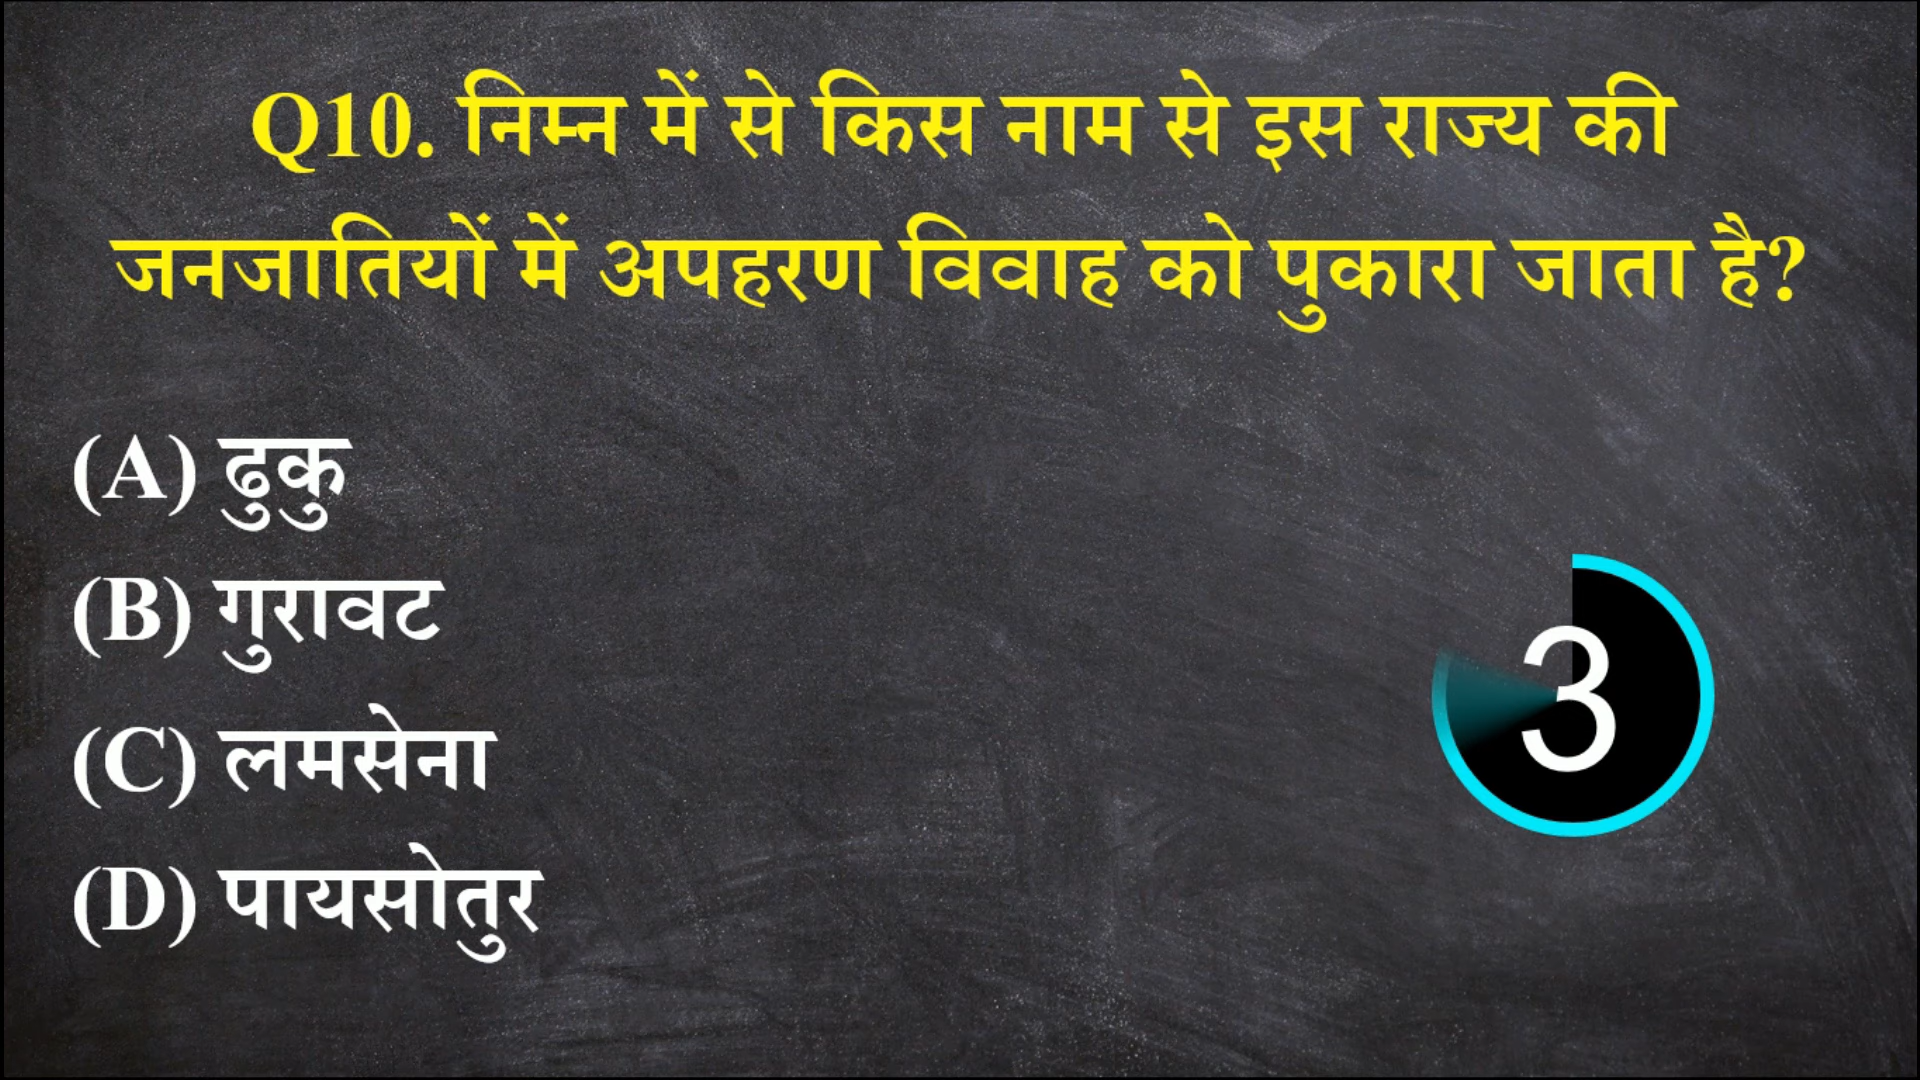 Q10. निम्न में से किस नाम से इस राज्य की
जनजातियों में अपहरण विवाह को पुकारा जाता है?
(A) ढुकु
(B) गुरावट
(C) लमसेना
(D) पायसोतुर
3